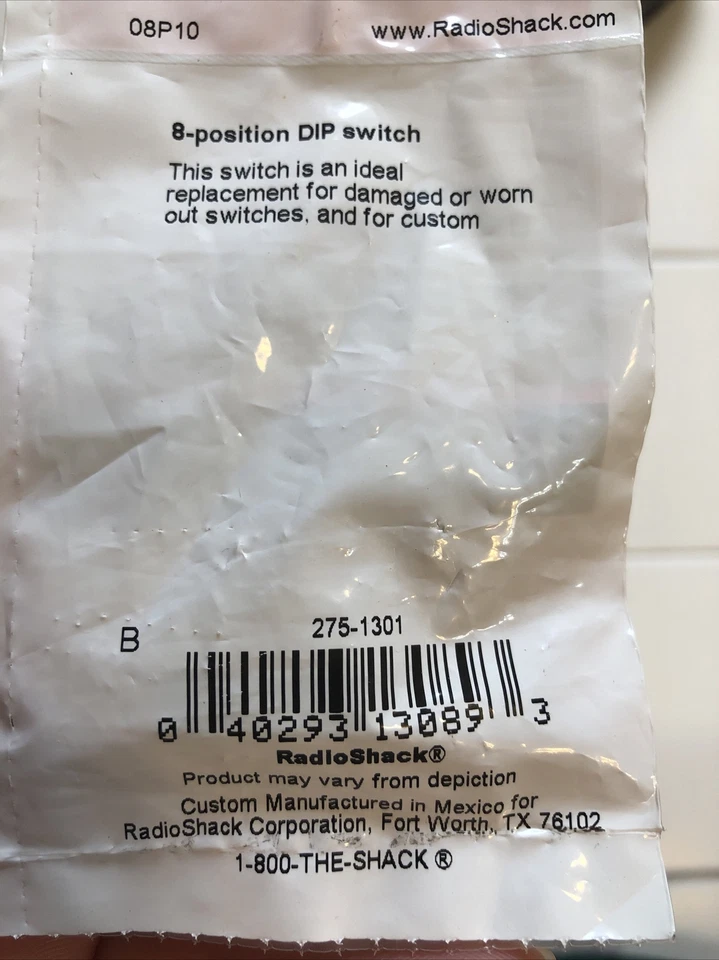 08P10 www.RadioShack.com
8-position DIP switch
This switch is an ideal
replacement for damaged or worn
out switches, and for custom
B 275-1301
0 40293 13089 3
RadioShack®
Product may vary from depiction
Custom Manufactured in Mexico for
RadioShack Corporation, Fort Worth, TX 76102
1-800-THE-SHACK ®